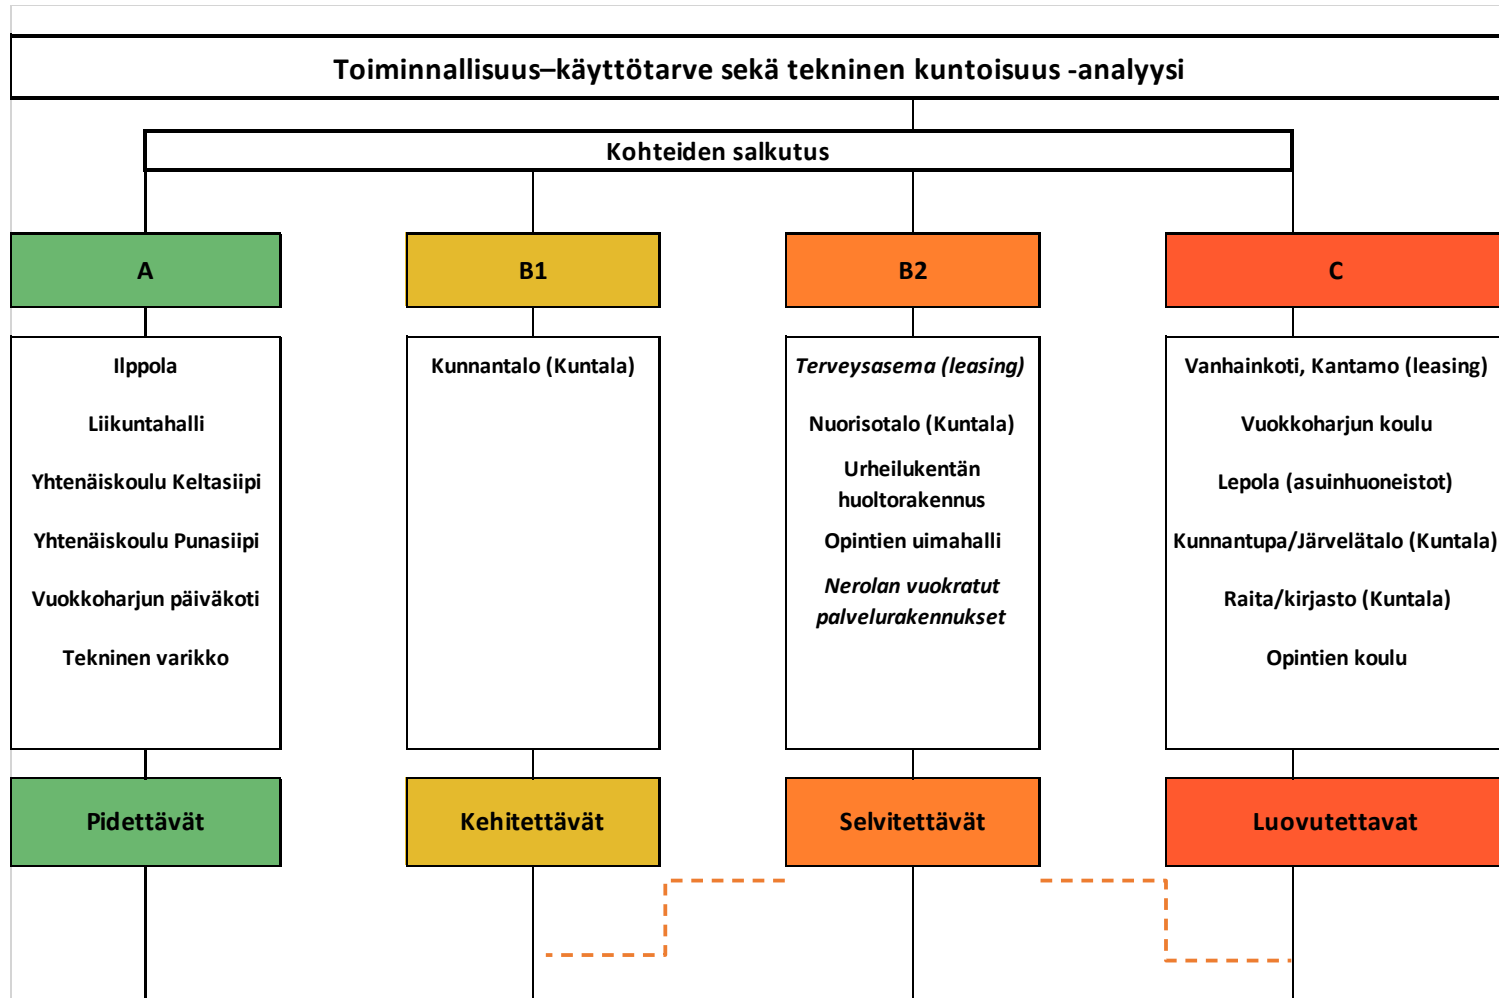 Toiminnallisuus–käyttötarve sekä tekninen kuntoisuus -analyysi
Kohteiden salkutus
A
B1
B2
C
Ilppola
Liikuntahalli
Yhtenäiskoulu Keltasiipi
Yhtenäiskoulu Punasiipi
Vuokkoharjun päiväkoti
Tekninen varikko
Kunnantalo (Kuntala)
Terveysasema (leasing)
Nuorisotalo (Kuntala)
Urheilukentän
huoltorakennus
Opintien uimahalli
Nerolan vuokratut
palvelurakennukset
Vanhainkoti, Kantamo (leasing)
Vuokkoharjun koulu
Lepola (asuinhuoneistot)
Kunnantupa/Järvelätalo (Kuntala)
Raita/kirjasto (Kuntala)
Opintien koulu
Pidettävät
Kehitettävät
Selvitettävät
Luovutettavat